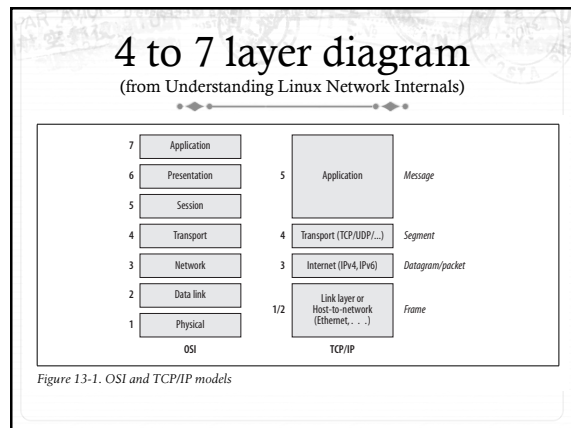 4 to 7 layer diagram
(from Understanding Linux Network Internals)
7 Application
6 Presentation
5 Session
4 Transport
3 Network
2 Data link
1 Physical
OSI
5 Application Message
4 Transport (TCP/UDP/...) Segment
3 Internet (IPv4, IPv6) Datagram/packet
1/2 Link layer or
Host-to-network
(Ethernet, . . .) Frame
TCP/IP
Figure 13-1. OSI and TCP/IP models